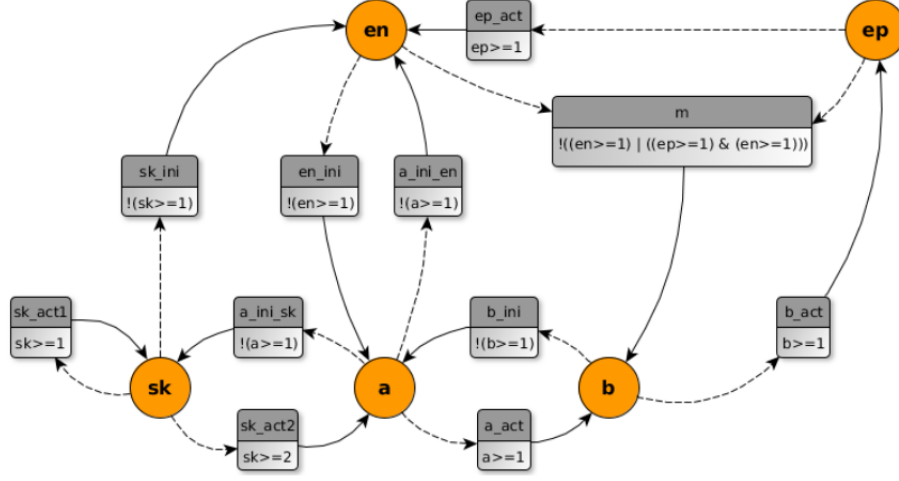 en
ep_act
ep>=1
ep
m
!((en>=1) | ((ep>=1) & (en>=1)))
sk_ini
!(sk>=1)
en_ini
!(en>=1)
a_ini_en
!(a>=1)
sk_act1
sk>=1
a_ini_sk
!(a>=1)
b_ini
!(b>=1)
b_act
b>=1
sk
a
b
sk_act2
sk>=2
a_act
a>=1